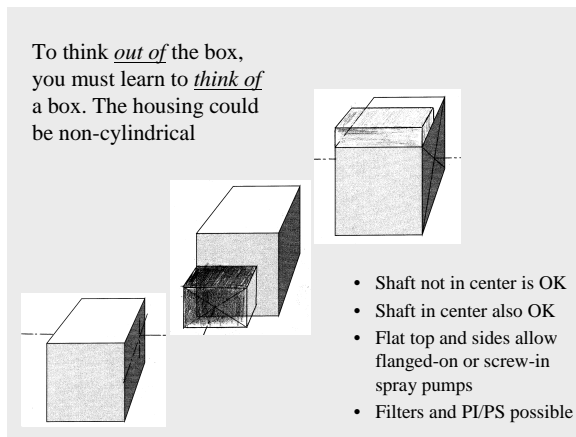 To think out of the box,
you must learn to think of
a box. The housing could
be non-cylindrical
• Shaft not in center is OK
• Shaft in center also OK
• Flat top and sides allow
flanged-on or screw-in
spray pumps
• Filters and PI/PS possible